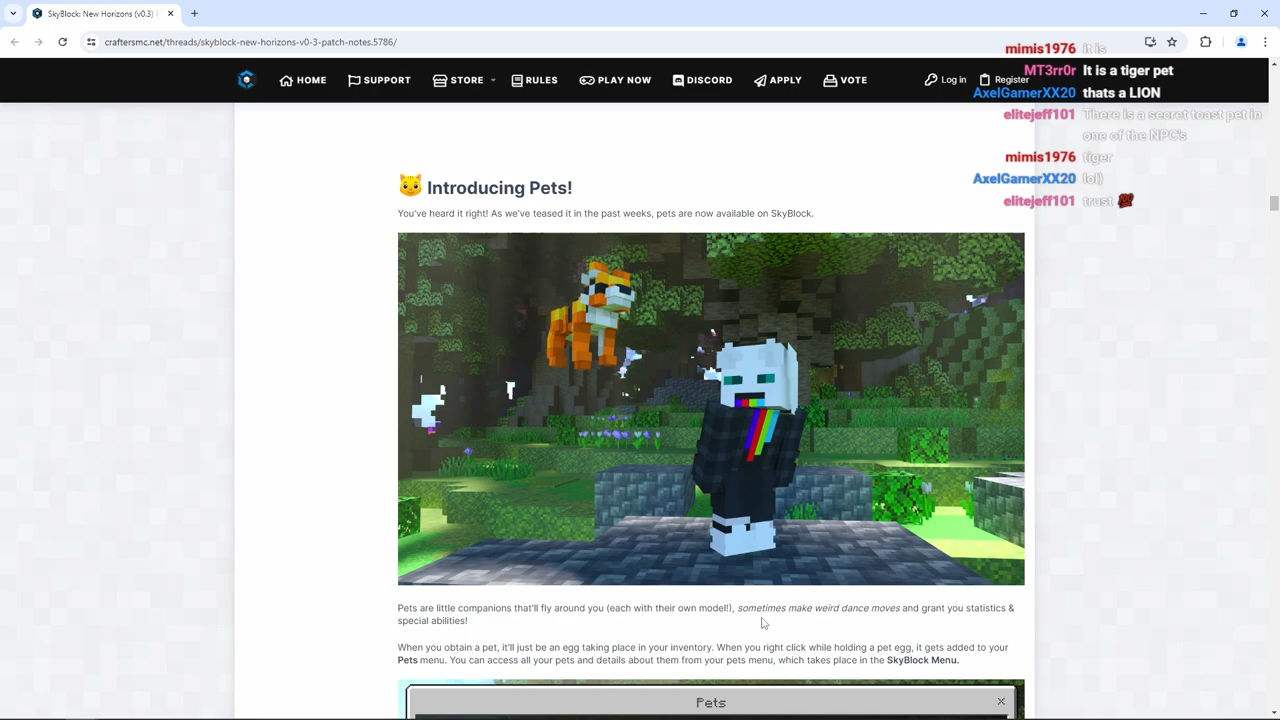 SkyBlock: New Horizons (v0.3) P
craftersmc.net/threads/skyblock-new-horizons-v0-3-patch-notes.5786/
HOME
SUPPORT
STORE
RULES
PLAY NOW
DISCORD
APPLY
VOTE
Log in
Register
mimis1976 it is
MT3rr0r It is a tiger pet
AxelGamerXX20 thats a LION
elitejeff101 There is a secret toast pet in
one of the NPC's
mimis1976 tiger
AxelGamerXX20 lol)
elitejeff101 trust 💯
Introducing Pets!
You've heard it right! As we've teased it in the past weeks, pets are now available on SkyBlock.
Pets are little companions that'll fly around you (each with their own model!), sometimes make weird dance moves and grant you statistics &
special abilities!
When you obtain a pet, it'll just be an egg taking place in your inventory. When you right click while holding a pet egg, it gets added to your
Pets menu. You can access all your pets and details about them from your pets menu, which takes place in the SkyBlock Menu.
Pets